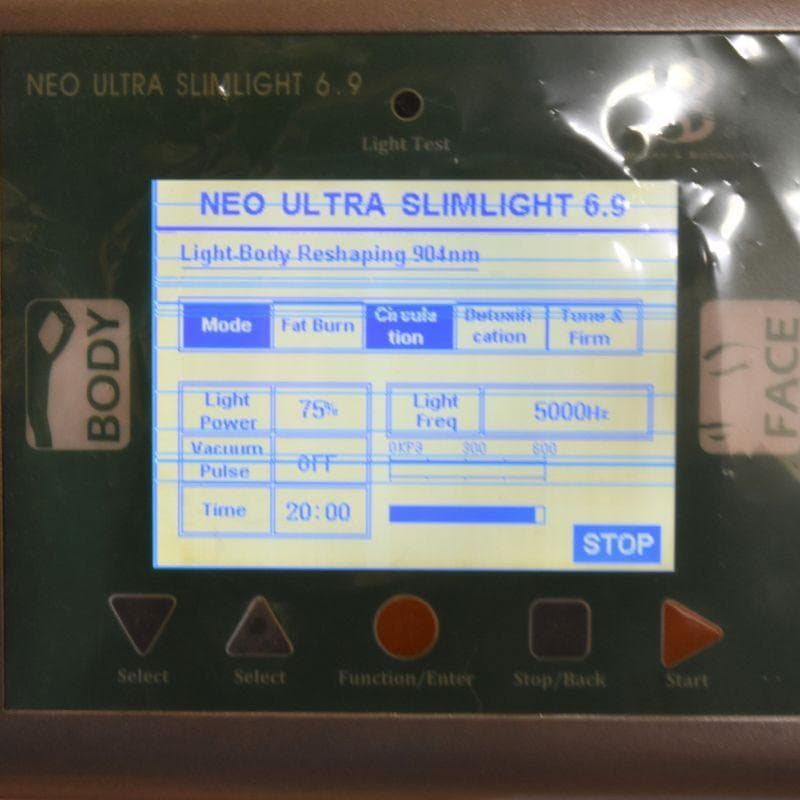 NEO ULTRA SLIMLIGHT 6.9
Light Test
NEO ULTRA SLIMLIGHT 6.9
Light-Body Reshaping 904nm
Mode Fat Burn Circula Detoxifi Tone &
tion cation Firm
BODY
FACE
Light 75% Light 5000Hz
Power Freq
Vacuum OFF 0KPa 300 600
Pulse
Time 20:00
STOP
Select Select Function/Enter Stop/Back Start